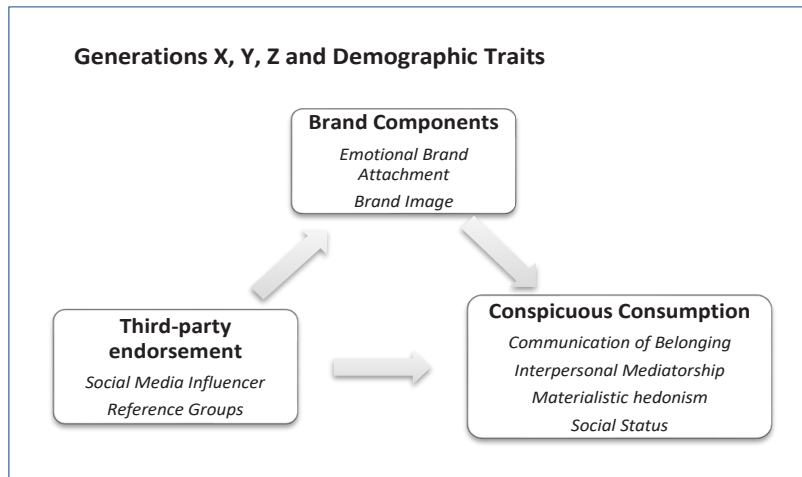 Generations X, Y, Z and Demographic Traits
Brand Components
Emotional Brand
Attachment
Brand Image
Third-party
endorsement
Social Media Influencer
Reference Groups
Conspicuous Consumption
Communication of Belonging
Interpersonal Mediatorship
Materialistic hedonism
Social Status